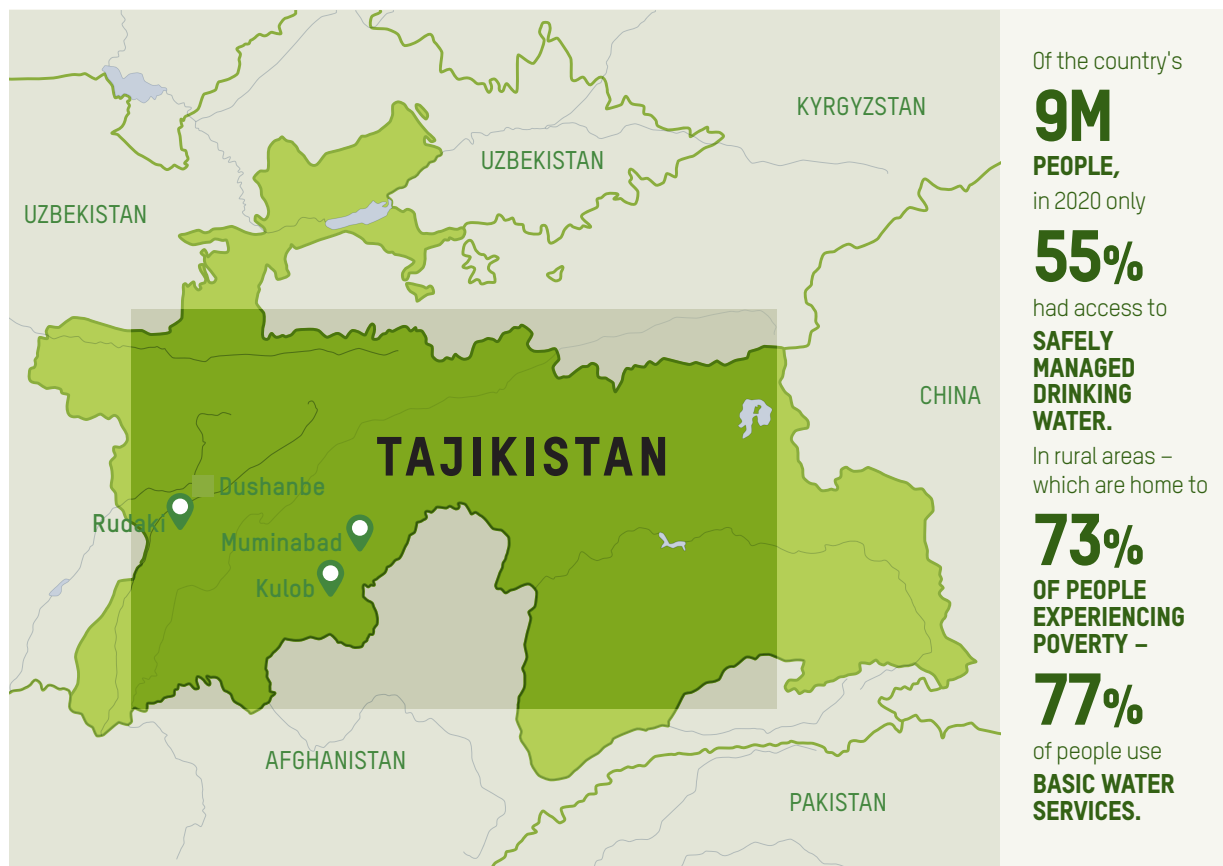 KYRGYZSTAN
UZBEKISTAN
UZBEKISTAN
CHINA
TAJIKISTAN
Dushanbe
Rudaki
Muminabad
Kulob
AFGHANISTAN
PAKISTAN
Of the country's
9M
PEOPLE,
in 2020 only
55%
had access to
SAFELY
MANAGED
DRINKING
WATER.
In rural areas –
which are home to
73%
OF PEOPLE
EXPERIENCING
POVERTY –
77%
of people use
BASIC WATER
SERVICES.